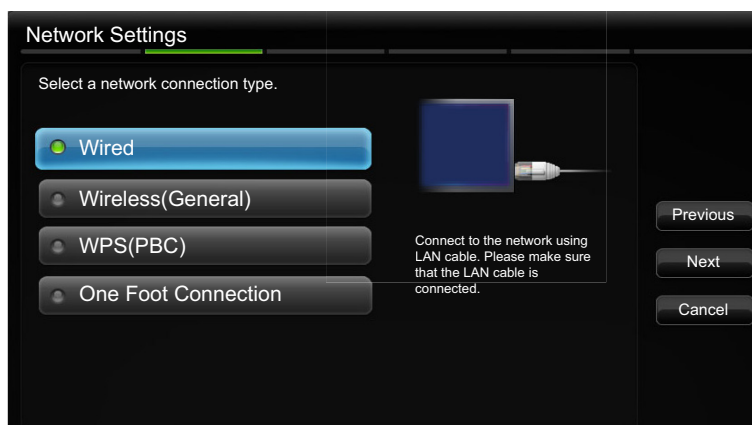 Network Settings
Select a network connection type.
Wired
Wireless(General)
WPS(PBC)
One Foot Connection
Connect to the network using
LAN cable. Please make sure
that the LAN cable is
connected.
Previous
Next
Cancel